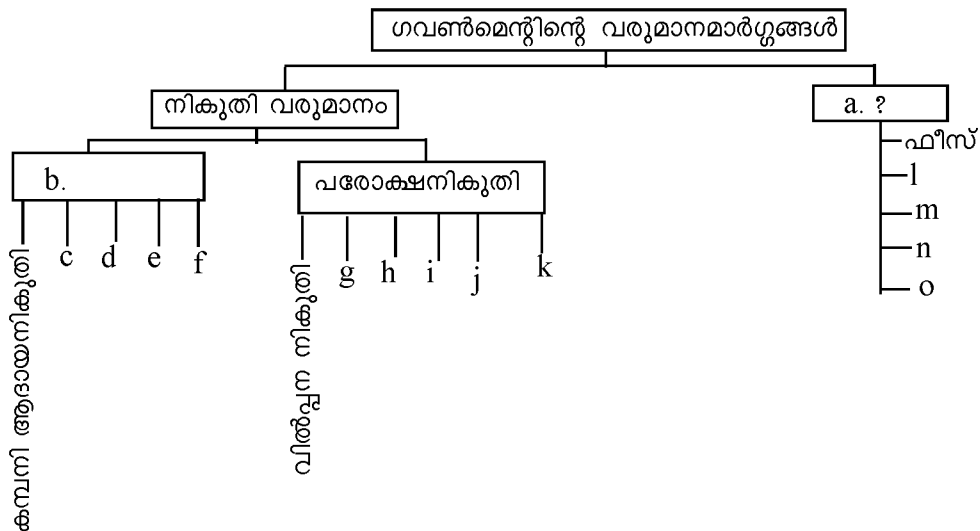 ഗവൺമെന്റിന്റെ വരുമാനമാർഗ്ഗങ്ങൾ
നികുതി വരുമാനം
a. ?
b.
പരോക്ഷനികുതി
ഫീസ്
l
m
n
o
കമ്പനി ആദായനികുതി
c
d
e
f
വിൽപ്പന നികുതി
g
h
i
j
k